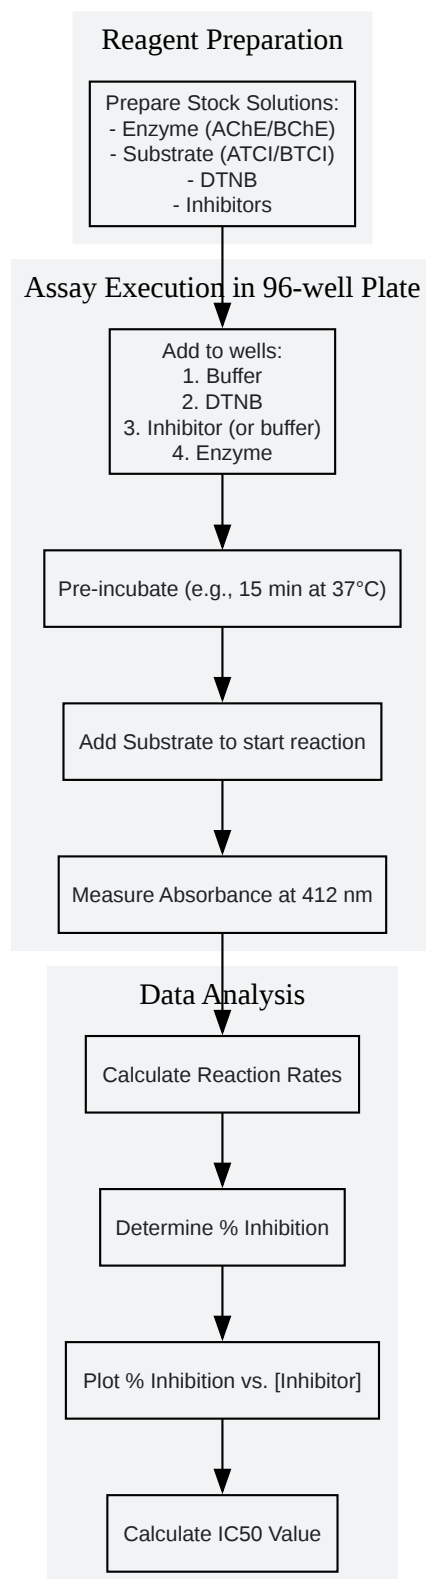 Reagent Preparation
Prepare Stock Solutions:
- Enzyme (AChE/BChE)
- Substrate (ATCI/BTCI)
- DTNB
- Inhibitors
Assay Execution in 96-well Plate
Add to wells:
1. Buffer
2. DTNB
3. Inhibitor (or buffer)
4. Enzyme
Pre-incubate (e.g., 15 min at 37°C)
Add Substrate to start reaction
Measure Absorbance at 412 nm
Data Analysis
Calculate Reaction Rates
Determine % Inhibition
Plot % Inhibition vs. [Inhibitor]
Calculate IC50 Value